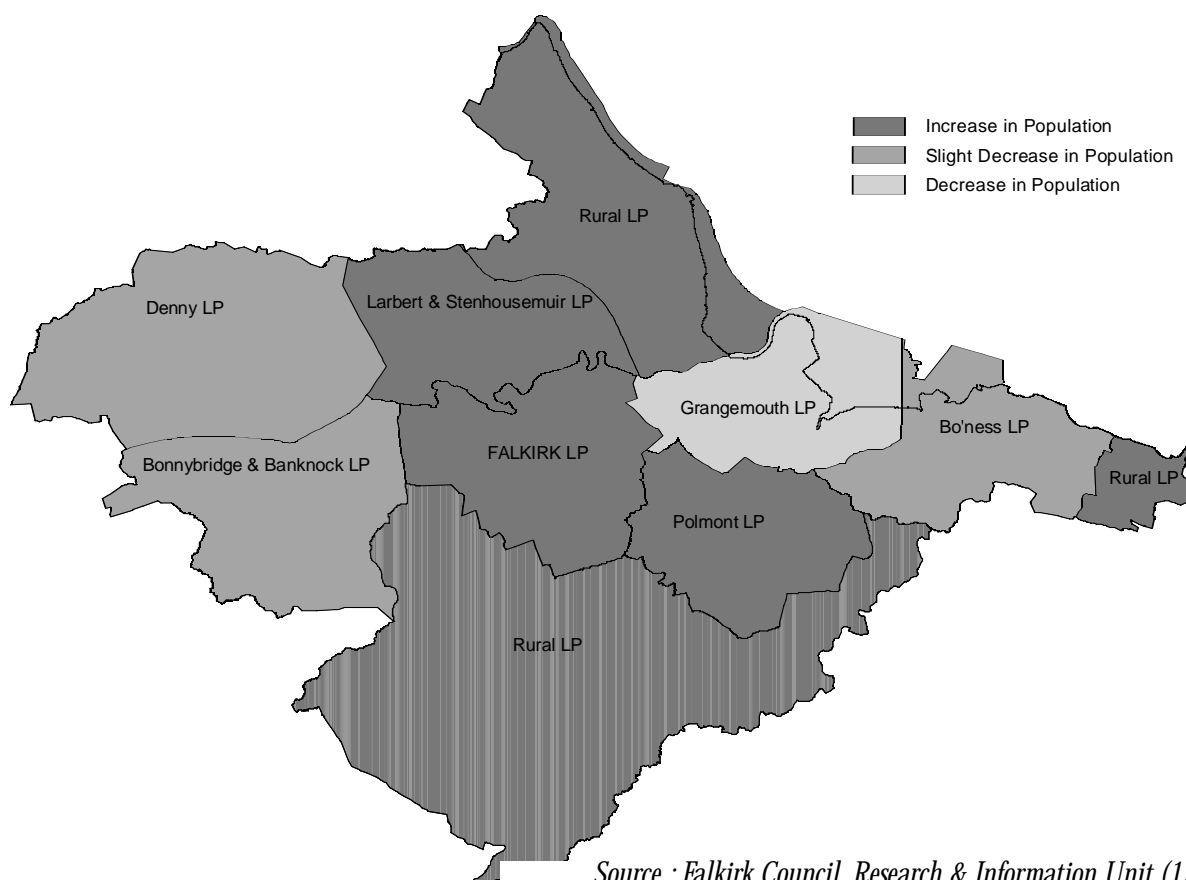 Increase in Population
Slight Decrease in Population
Decrease in Population
Rural LP
Denny LP
Larbert & Stenhousemuir LP
Grangemouth LP
Bo'ness LP
FALKIRK LP
Bonnybridge & Banknock LP
Rural LP
Polmont LP
Rural LP
Source : Falkirk Council, Research & Information Unit (1